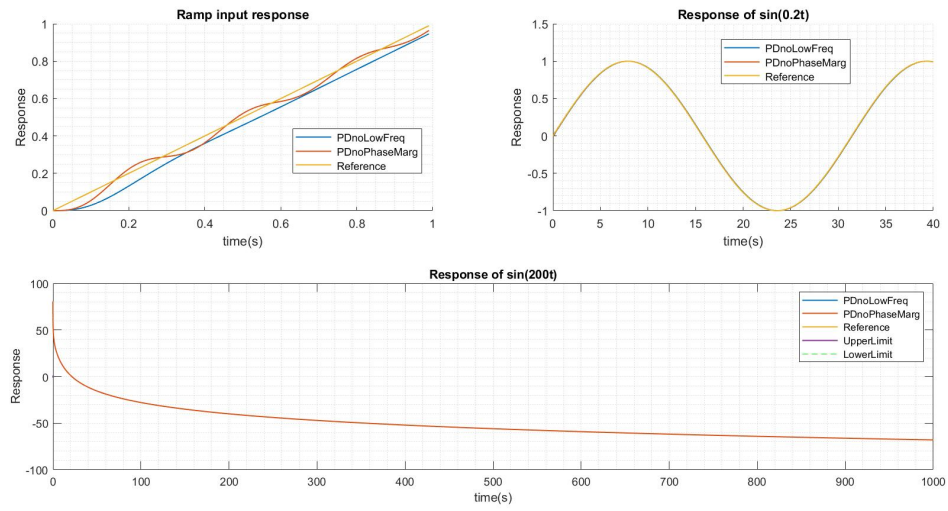 Ramp input response
1
0.8
0.6
0.4
0.2
0
Response
PDnoLowFreq
PDnoPhaseMarg
Reference
0 0.2 0.4 0.6 0.8 1
time(s)
Response of sin(0.2t)
1.5
1
0.5
0
-0.5
-1
Response
PDnoLowFreq
PDnoPhaseMarg
Reference
0 5 10 15 20 25 30 35 40
time(s)
Response of sin(200t)
100
50
0
-50
-100
Response
PDnoLowFreq
PDnoPhaseMarg
Reference
UpperLimit
LowerLimit
0 100 200 300 400 500 600 700 800 900 1000
time(s)